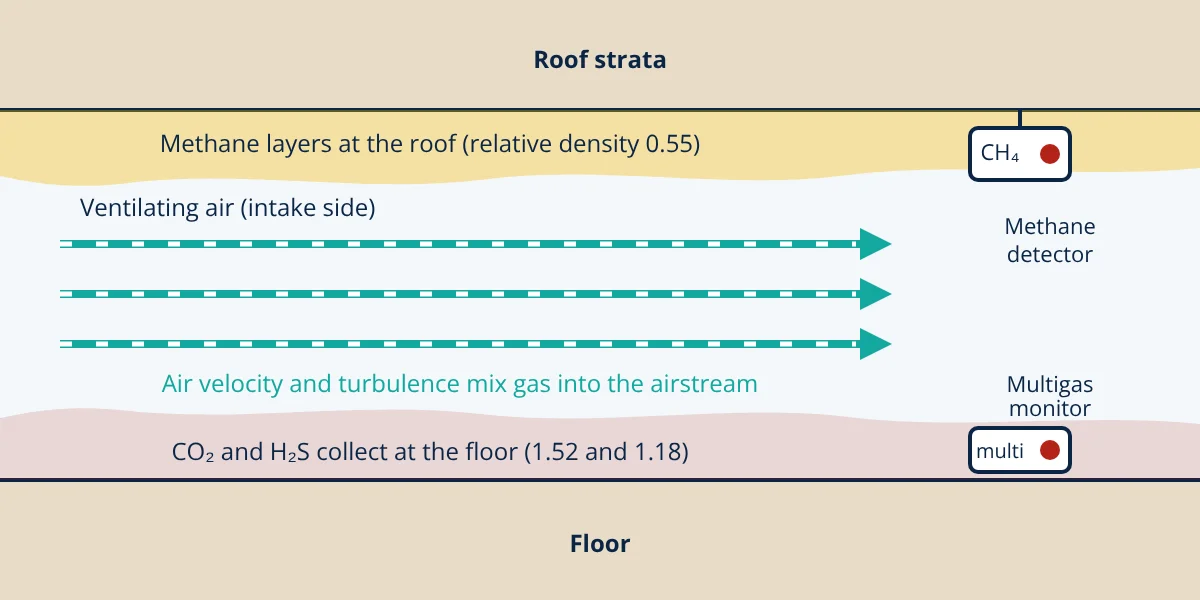 Roof strata
Methane layers at the roof (relative density 0.55)
CH₄
Ventilating air (intake side)
Methane
detector
Air velocity and turbulence mix gas into the airstream
Multigas
monitor
CO₂ and H₂S collect at the floor (1.52 and 1.18)
multi
Floor